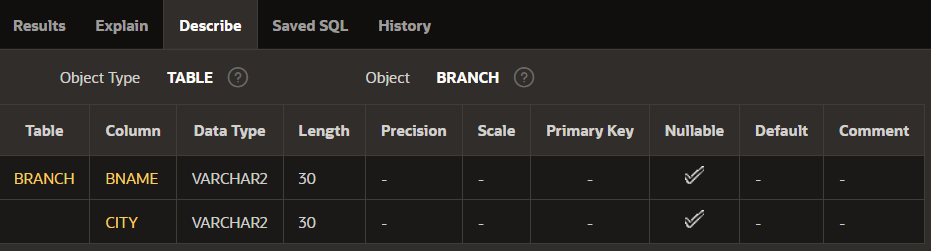 Results Explain Describe Saved SQL History
Object Type TABLE ? Object BRANCH ?
Table Column Data Type Length Precision Scale Primary Key Nullable Default Comment
BRANCH BNAME VARCHAR2 30 - - - - -
CITY VARCHAR2 30 - - - - -